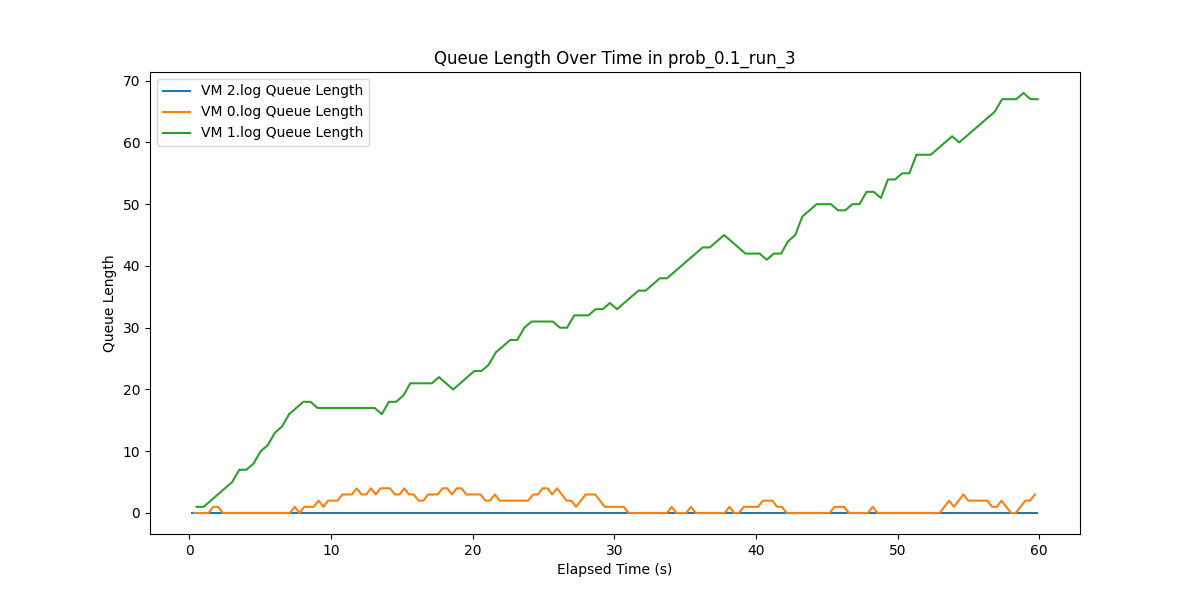 Queue Length Over Time in prob_0.1_run_3
VM 2.log Queue Length
VM 0.log Queue Length
VM 1.log Queue Length
Queue Length
70
60
50
40
30
20
10
0
0 10 20 30 40 50 60
Elapsed Time (s)